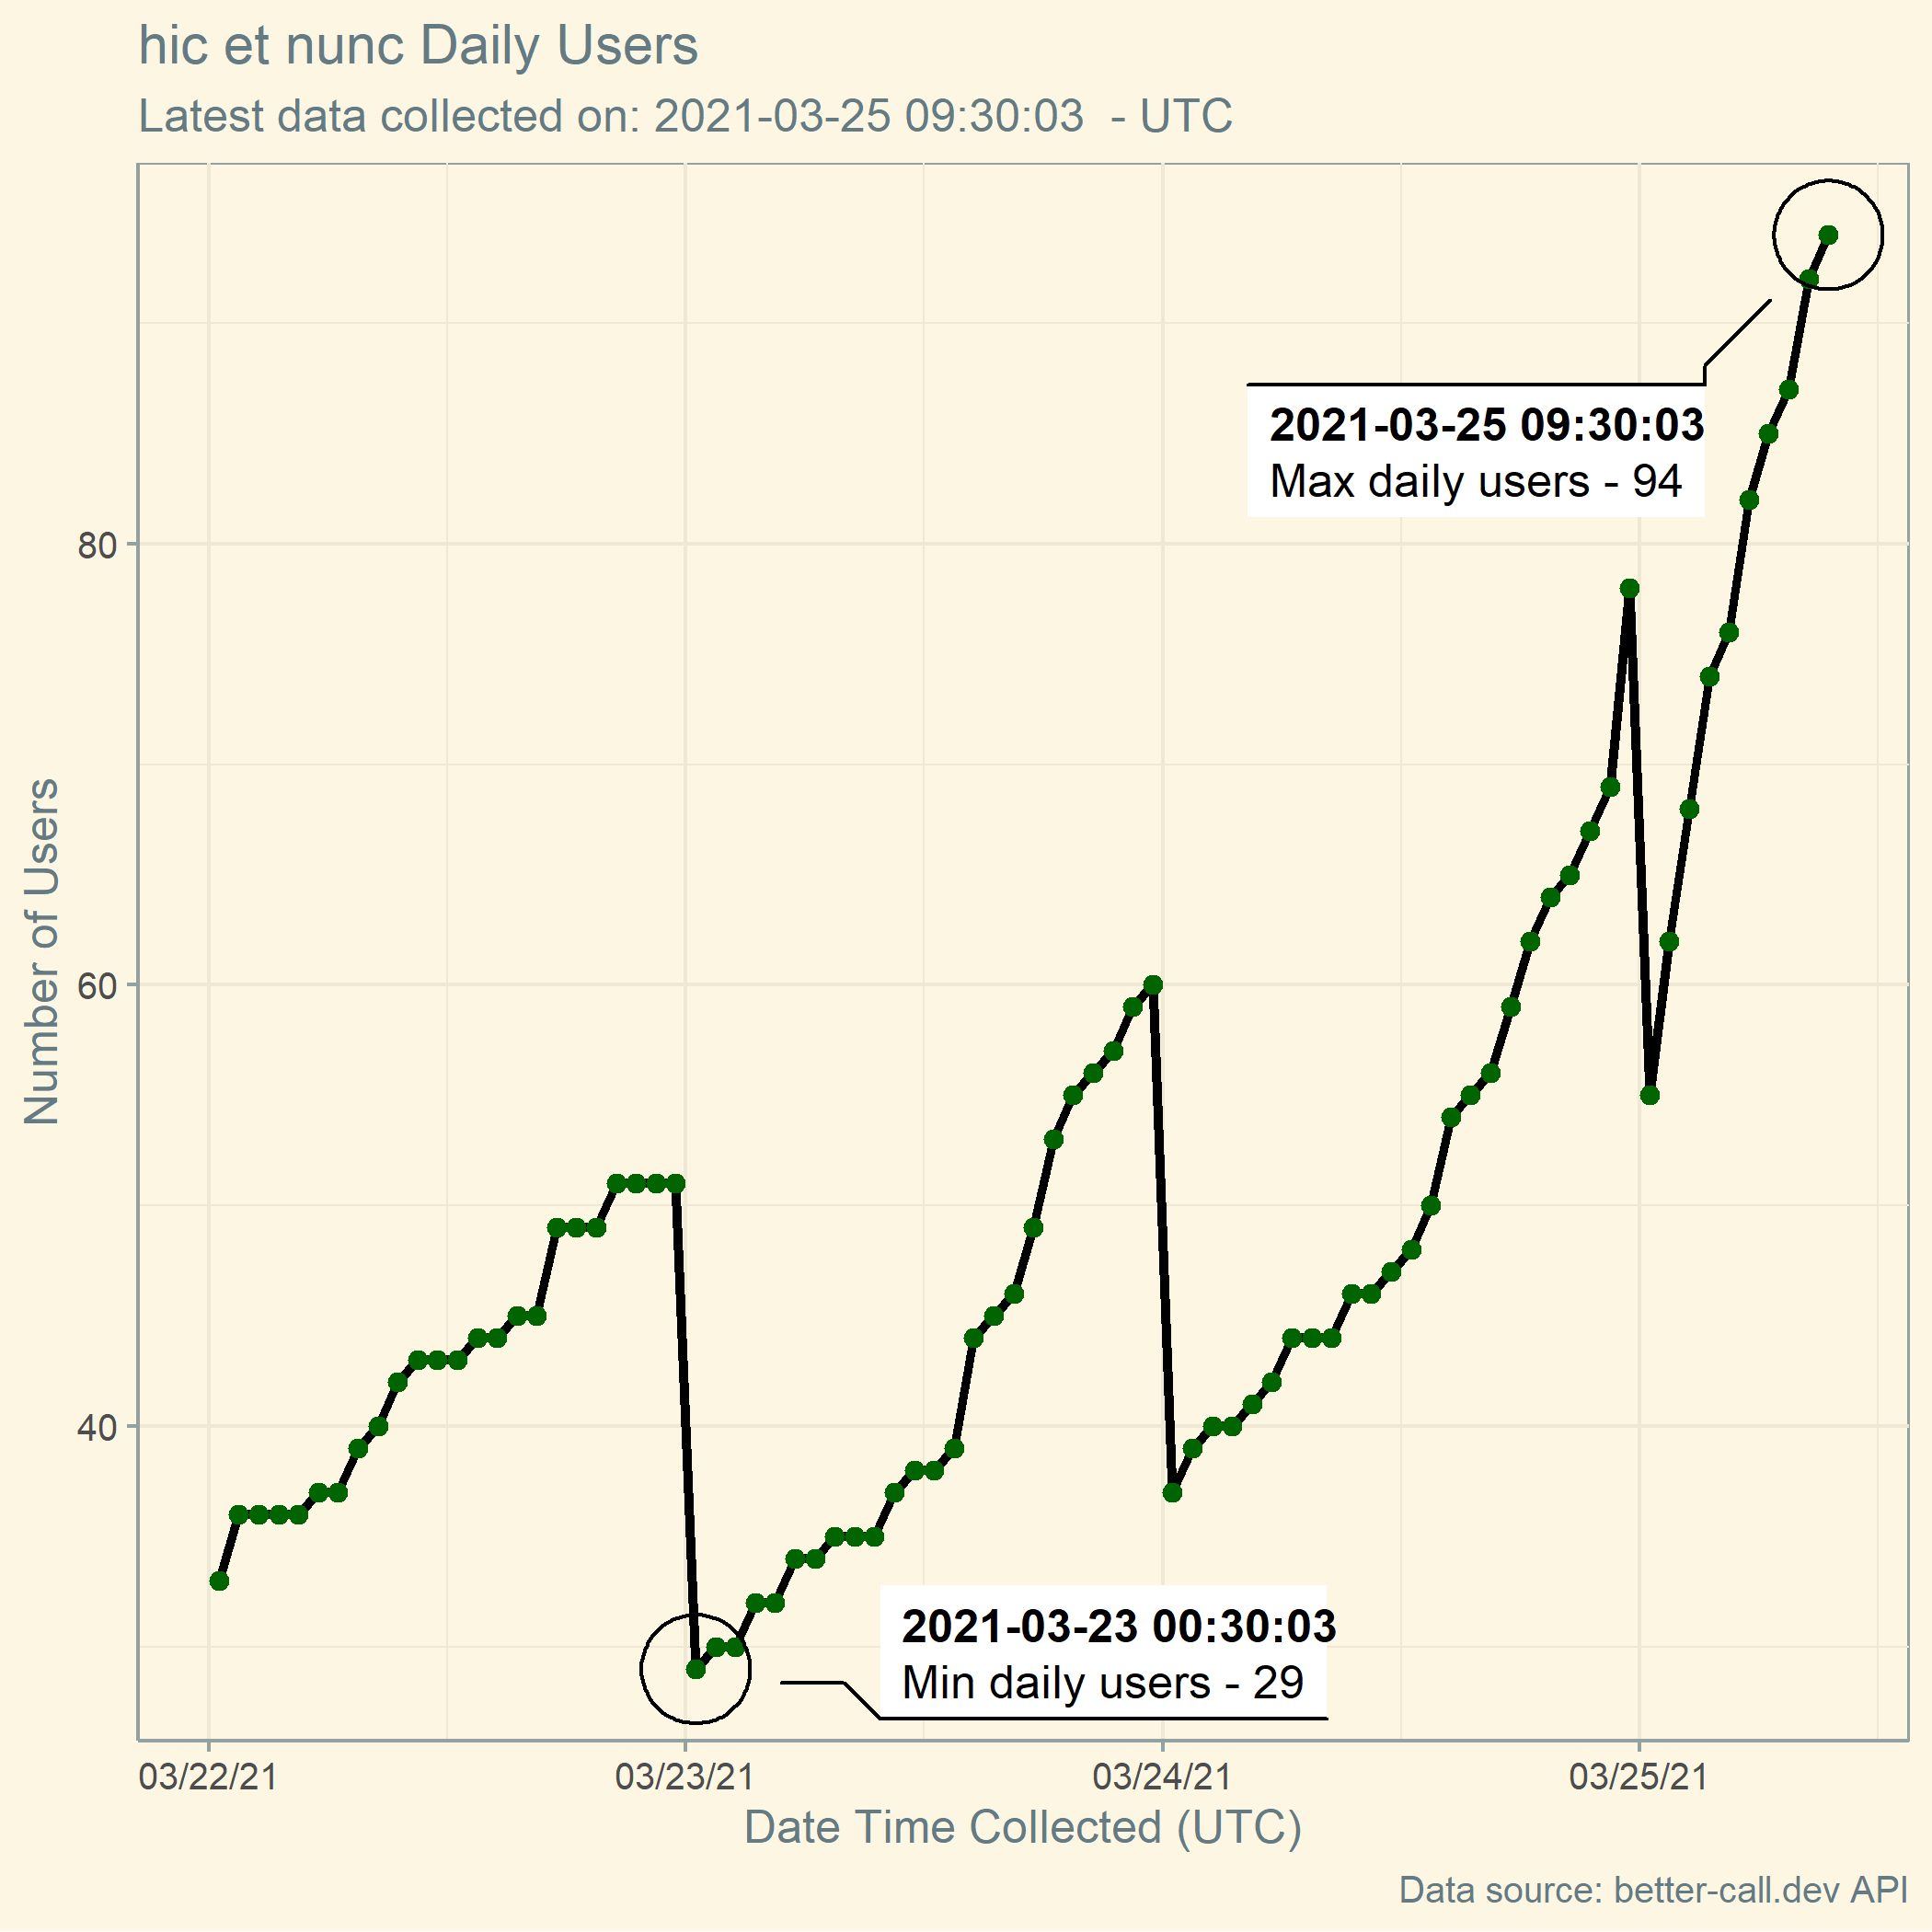 hic et nunc Daily Users
Latest data collected on: 2021-03-25 09:30:03  - UTC
2021-03-25 09:30:03
Max daily users - 94
80
Number of Users
60
40
2021-03-23 00:30:03
Min daily users - 29
03/22/21
03/23/21
03/24/21
03/25/21
Date Time Collected (UTC)
Data source: better-call.dev API